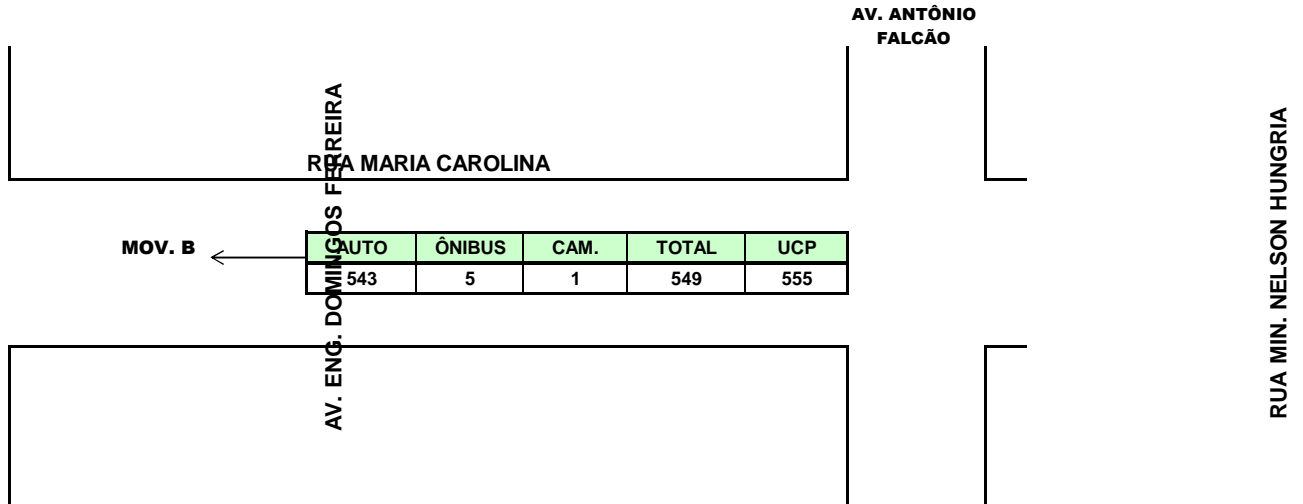 AV. ANTÔNIO
FALCÃO
RUA MARIA CAROLINA
AV. ENG. DOMINGOS FERREIRA
RUA MIN. NELSON HUNGRIA
MOV. B
AUTO ÔNIBUS CAM. TOTAL UCP
543 5 1 549 555